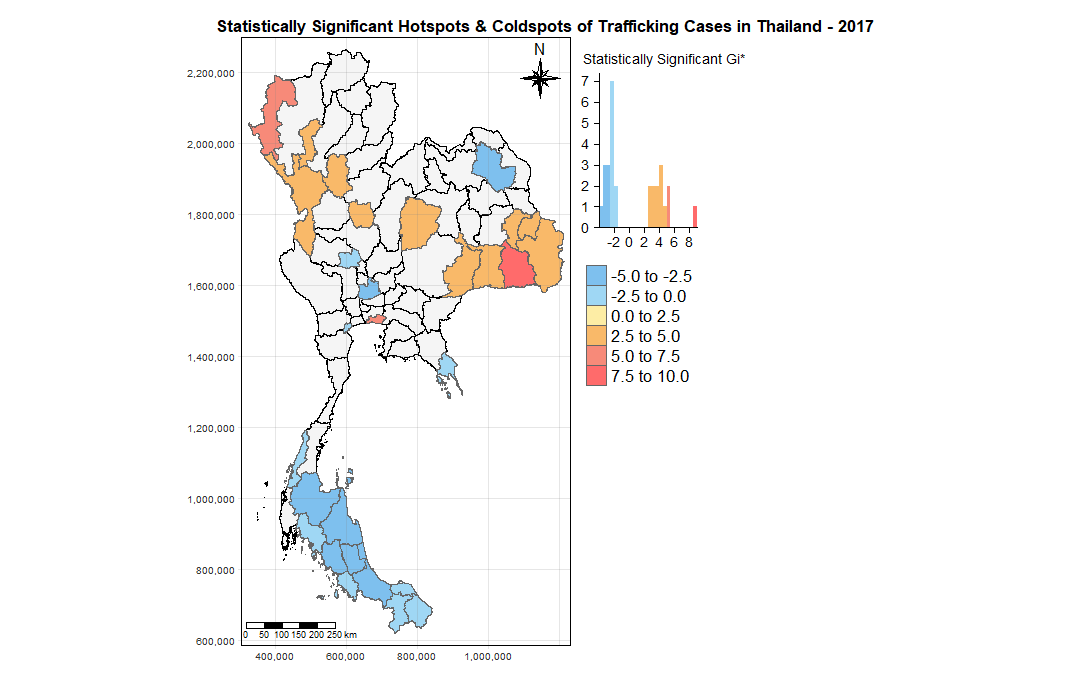 Statistically Significant Hotspots & Coldspots of Trafficking Cases in Thailand - 2017
N
Statistically Significant Gi*
7
6
5
4
3
2
1
0
-2 0 2 4 6 8
-5.0 to -2.5
-2.5 to 0.0
0.0 to 2.5
2.5 to 5.0
5.0 to 7.5
7.5 to 10.0
2,200,000
2,000,000
1,800,000
1,600,000
1,400,000
1,200,000
1,000,000
800,000
600,000
0 50 100 150 200 250 km
400,000 600,000 800,000 1,000,000